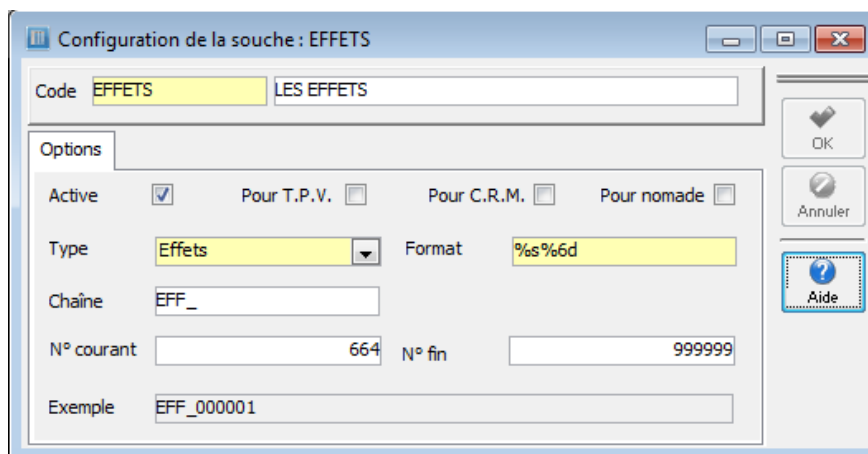 Configuration de la souche : EFFETS
Code EFFETS LES EFFETS
OK
Options
Active Pour T.P.V. Pour C.R.M. Pour nomade
Annuler
Type Effets Format %s%6d
Aide
Chaîne EFF_
N° courant 664 N° fin 999999
Exemple EFF_000001